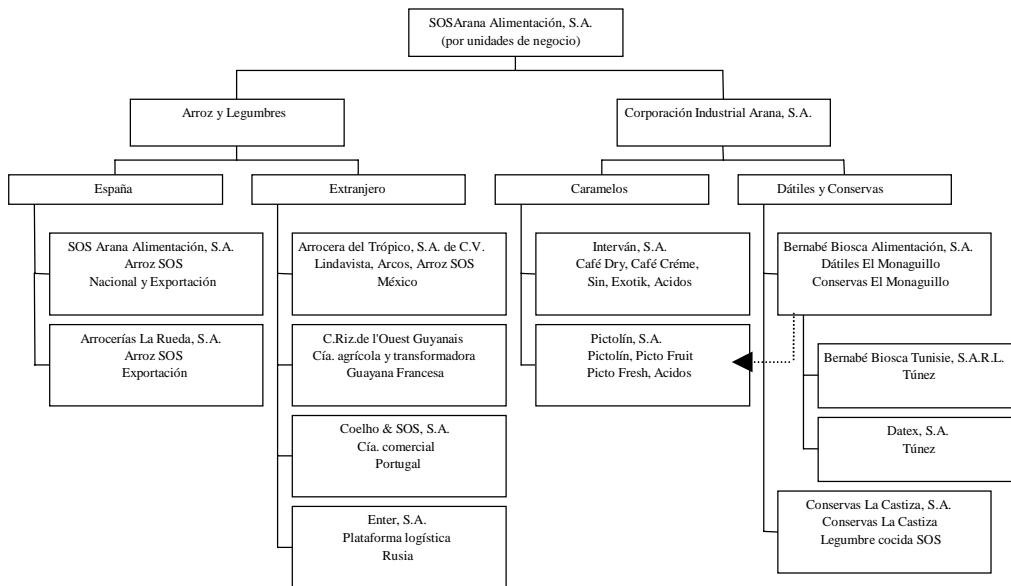 SOSArana Alimentación, S.A.
(por unidades de negocio)
Arroz y Legumbres
Corporación Industrial Arana, S.A.
España
Extranjero
Caramelos
Dátiles y Conservas
SOS Arana Alimentación, S.A.
Arroz SOS
Nacional y Exportación
Arrocerías La Rueda, S.A.
Arroz SOS
Exportación
Arrocera del Trópico, S.A. de C.V.
Lindavista, Arcos, Arroz SOS
México
C.Riz.de l'Ouest Guyanais
Cía. agrícola y transformadora
Guayana Francesa
Coelho & SOS, S.A.
Cía. comercial
Portugal
Enter, S.A.
Plataforma logística
Rusia
Interván, S.A.
Café Dry, Café Créme,
Sin, Exotik, Acidos
Pictolín, S.A.
Pictolín, Picto Fruit
Picto Fresh, Acidos
Bernabé Biosca Alimentación, S.A.
Dátiles El Monaguillo
Conservas El Monaguillo
Bernabé Biosca Tunisie, S.A.R.L.
Túnez
Datex, S.A.
Túnez
Conservas La Castiza, S.A.
Conservas La Castiza
Legumbre cocida SOS